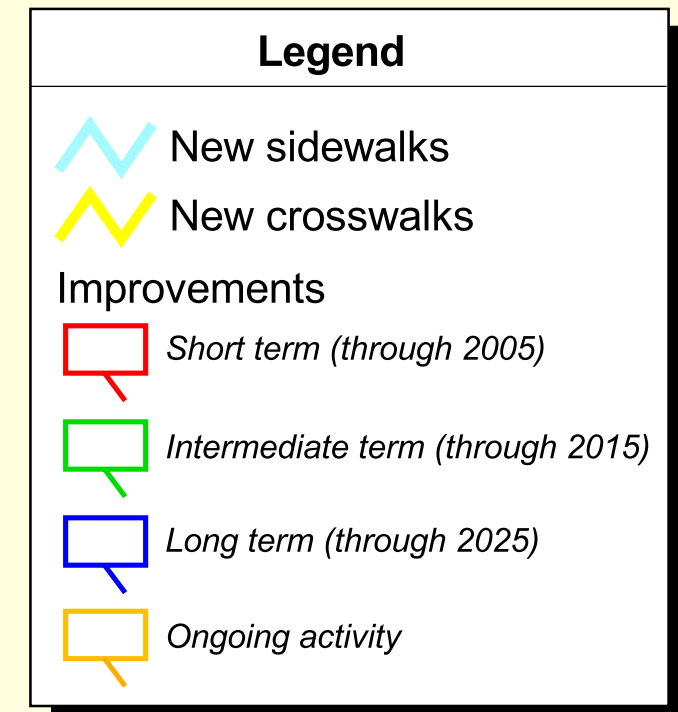 Legend
New sidewalks
New crosswalks
Improvements
Short term (through 2005)
Intermediate term (through 2015)
Long term (through 2025)
Ongoing activity